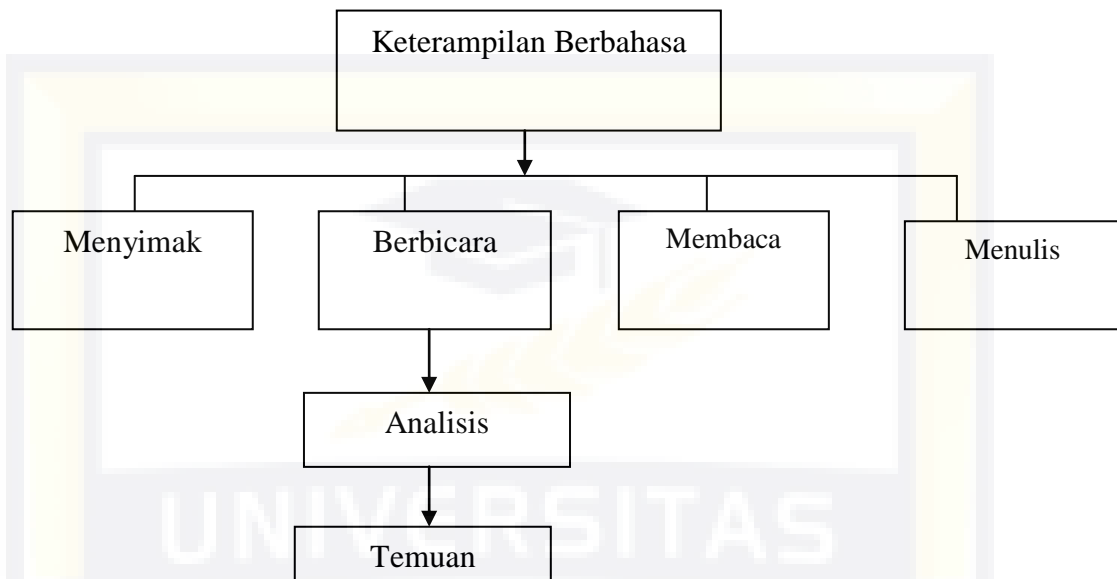 Keterampilan Berbahasa
Menyimak
Berbicara
Membaca
Menulis
Analisis
UNIVERSITAS
Temuan